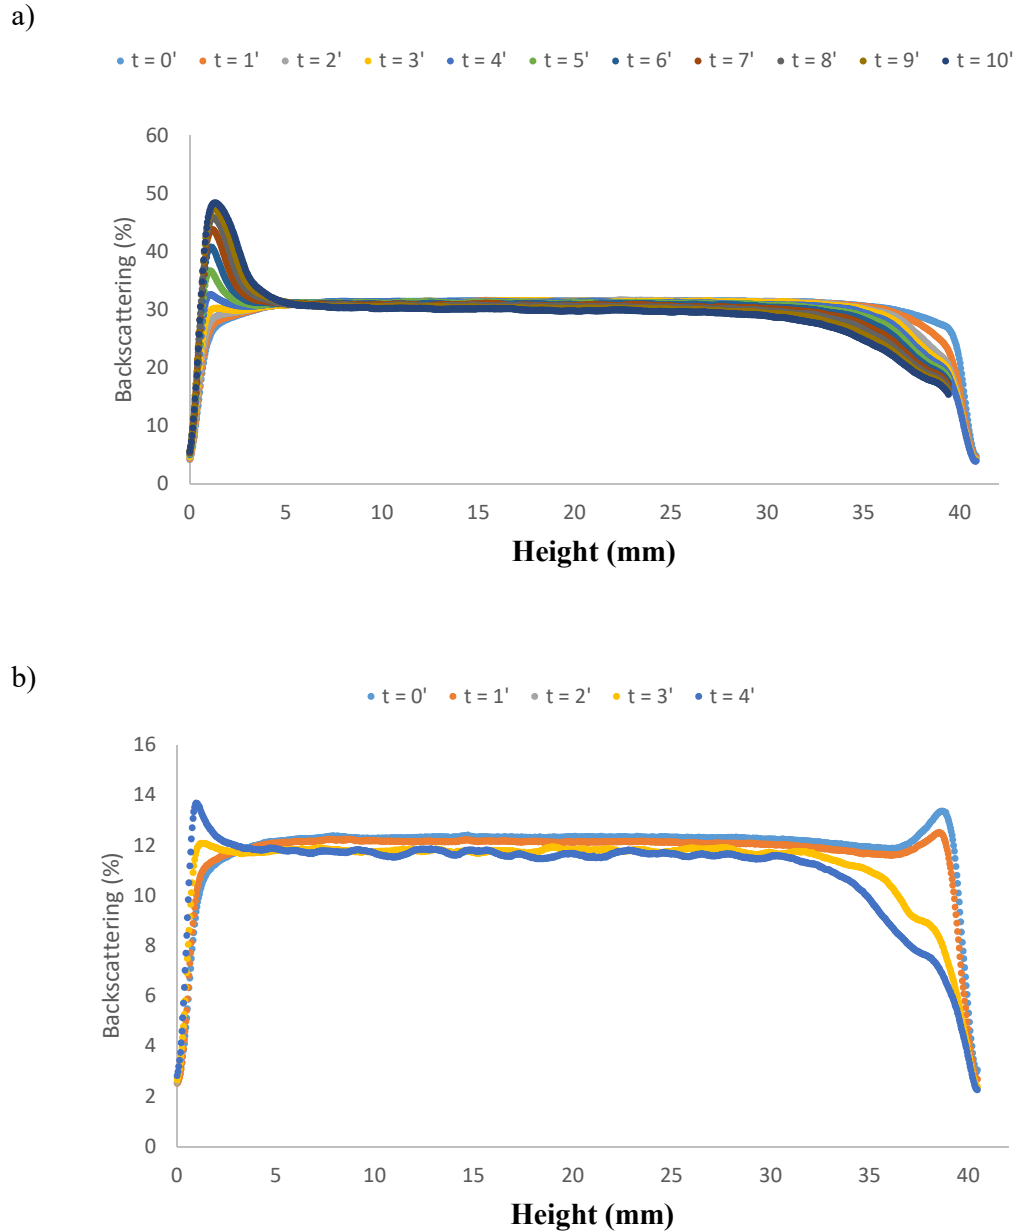 a)
t = 0' t = 1' t = 2' t = 3' t = 4' t = 5' t = 6' t = 7' t = 8' t = 9' t = 10'
60
50
40
30
20
10
0
Backscattering (%)
0 5 10 15 20 25 30 35 40
Height (mm)
b)
t = 0' t = 1' t = 2' t = 3' t = 4'
16
14
12
10
8
6
4
2
0
Backscattering (%)
0 5 10 15 20 25 30 35 40
Height (mm)